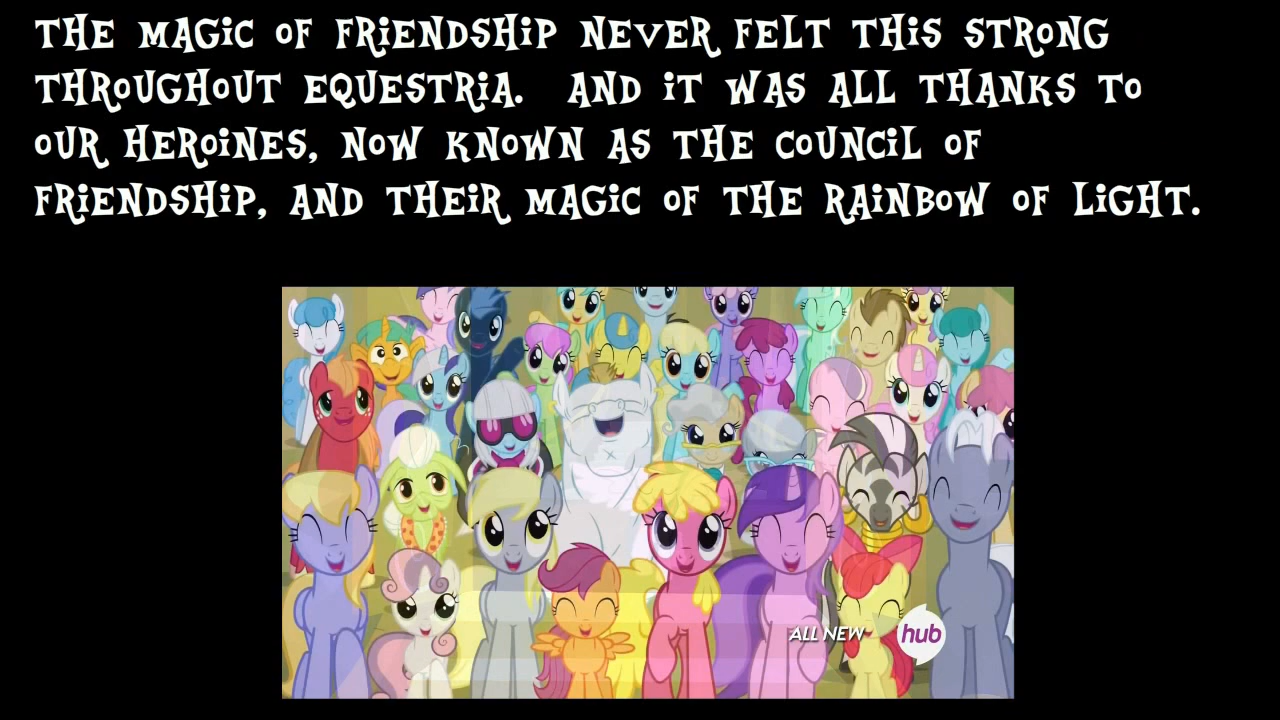 THE MAGIC OF FRIENDSHIP NEVER FELT THIS STRONG
THROUGHOUT EQUESTRIA. AND IT WAS ALL THANKS TO
OUR HEROINES, NOW KNOWN AS THE COUNCIL OF
FRIENDSHIP, AND THEIR MAGIC OF THE RAINBOW OF LIGHT.
ALL NEW hub